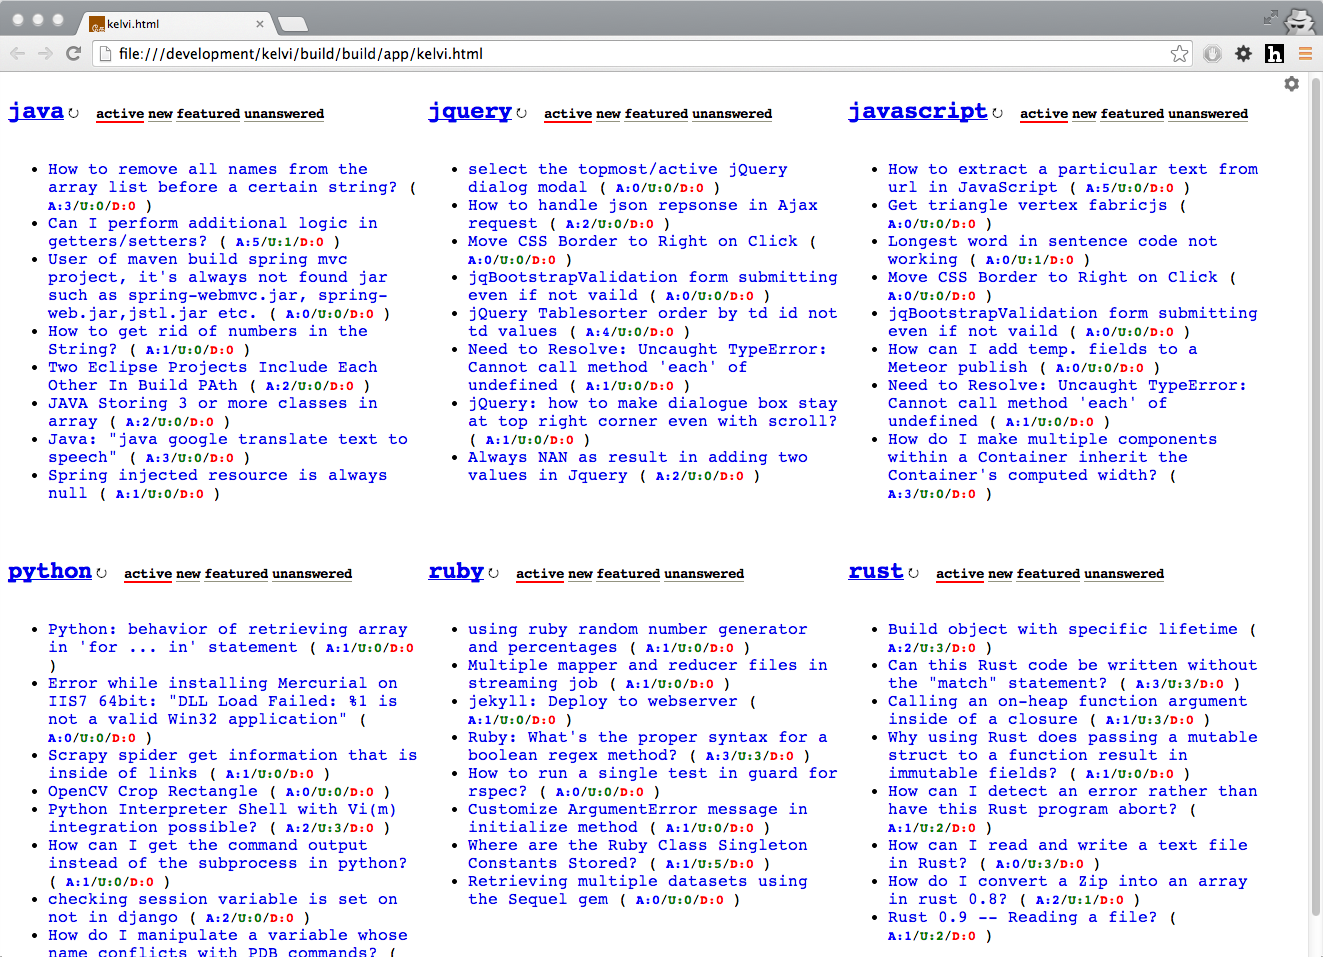 kelvi.html
file:///development/kelvi/build/build/app/kelvi.html
java active new featured unanswered
How to remove all names from the
array list before a certain string? (
A:3/U:0/D:0 )
Can I perform additional logic in
getters/setters? ( A:5/U:1/D:0 )
User of maven build spring mvc
project, it's always not found jar
such as spring-webmvc.jar, spring-
web.jar,jstl.jar etc. ( A:0/U:0/D:0 )
How to get rid of numbers in the
String? ( A:1/U:0/D:0 )
Two Eclipse Projects Include Each
Other In Build PAth ( A:2/U:0/D:0 )
JAVA Storing 3 or more classes in
array ( A:2/U:0/D:0 )
Java: "java google translate text to
speech" ( A:3/U:0/D:0 )
Spring injected resource is always
null ( A:1/U:0/D:0 )
jquery active new featured unanswered
select the topmost/active jQuery
dialog modal ( A:0/U:0/D:0 )
How to handle json repsonse in Ajax
request ( A:2/U:0/D:0 )
Move CSS Border to Right on Click (
A:0/U:0/D:0 )
jqBootstrapValidation form submitting
even if not vaild ( A:0/U:0/D:0 )
jQuery Tablesorter order by td id not
td values ( A:4/U:0/D:0 )
Need to Resolve: Uncaught TypeError:
Cannot call method 'each' of
undefined ( A:1/U:0/D:0 )
jQuery: how to make dialogue box stay
at top right corner even with scroll?
( A:1/U:0/D:0 )
Always NAN as result in adding two
values in Jquery ( A:2/U:0/D:0 )
javascript active new featured unanswered
How to extract a particular text from
url in JavaScript ( A:5/U:0/D:0 )
Get triangle vertex fabricjs (
A:0/U:0/D:0 )
Longest word in sentence code not
working ( A:0/U:1/D:0 )
Move CSS Border to Right on Click (
A:0/U:0/D:0 )
jqBootstrapValidation form submitting
even if not vaild ( A:0/U:0/D:0 )
How can I add temp. fields to a
Meteor publish ( A:0/U:0/D:0 )
Need to Resolve: Uncaught TypeError:
Cannot call method 'each' of
undefined ( A:1/U:0/D:0 )
How do I make multiple components
within a Container inherit the
Container's computed width? (
A:3/U:0/D:0 )
python active new featured unanswered
Python: behavior of retrieving array
in 'for ... in' statement ( A:1/U:0/D:0
)
Error while installing Mercurial on
IIS7 64bit: "DLL Load Failed: %1 is
not a valid Win32 application" (
A:0/U:0/D:0 )
Scrapy spider get information that is
inside of links ( A:1/U:0/D:0 )
OpenCV Crop Rectangle ( A:0/U:0/D:0 )
Python Interpreter Shell with Vi(m)
integration possible? ( A:2/U:3/D:0 )
How can I get the command output
instead of the subprocess in python?
( A:1/U:0/D:0 )
checking session variable is set on
not in django ( A:2/U:0/D:0 )
How do I manipulate a variable whose
name conflicts with PDB commands? (
ruby active new featured unanswered
using ruby random number generator
and percentages ( A:1/U:0/D:0 )
Multiple mapper and reducer files in
streaming job ( A:1/U:0/D:0 )
jekyll: Deploy to webserver (
A:1/U:0/D:0 )
Ruby: What's the proper syntax for a
boolean regex method? ( A:3/U:3/D:0 )
How to run a single test in guard for
rspec? ( A:0/U:0/D:0 )
Customize ArgumentError message in
initialize method ( A:1/U:0/D:0 )
Where are the Ruby Class Singleton
Constants Stored? ( A:1/U:5/D:0 )
Retrieving multiple datasets using
the Sequel gem ( A:0/U:0/D:0 )
rust active new featured unanswered
Build object with specific lifetime (
A:2/U:3/D:0 )
Can this Rust code be written without
the "match" statement? ( A:3/U:3/D:0 )
Calling an on-heap function argument
inside of a closure ( A:1/U:3/D:0 )
Why using Rust does passing a mutable
struct to a function result in
immutable fields? ( A:1/U:0/D:0 )
How can I detect an error rather than
have this Rust program abort? (
A:1/U:2/D:0 )
How can I read and write a text file
in Rust? ( A:0/U:3/D:0 )
How do I convert a Zip into an array
in rust 0.8? ( A:2/U:1/D:0 )
Rust 0.9 -- Reading a file? (
A:1/U:2/D:0 )